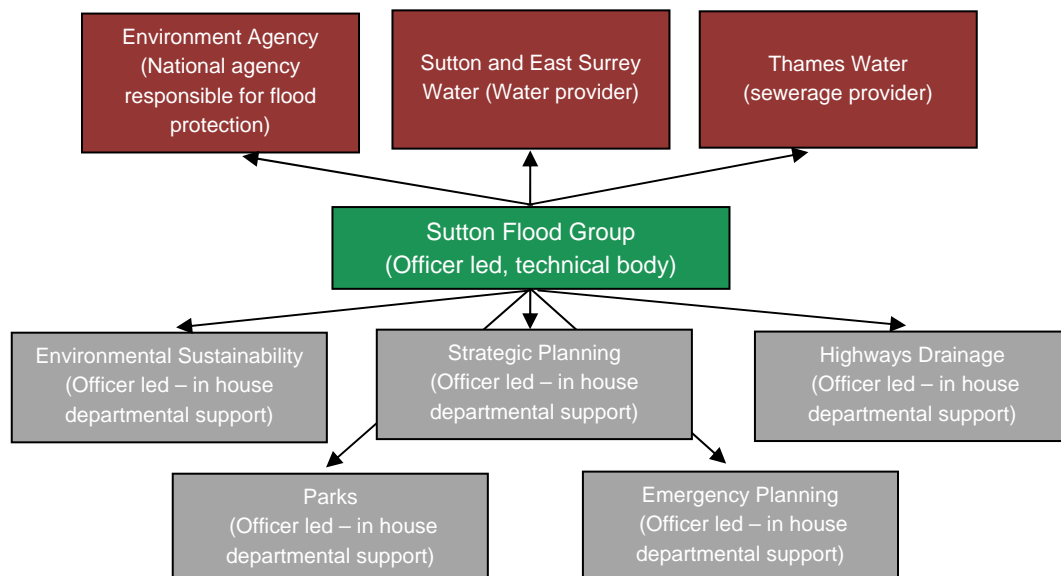 Environment Agency
(National agency
responsible for flood
protection)
Sutton and East Surrey
Water (Water provider)
Thames Water
(sewerage provider)
Sutton Flood Group
(Officer led, technical body)
Environmental Sustainability
(Officer led – in house
departmental support)
Strategic Planning
(Officer led – in house
departmental support)
Highways Drainage
(Officer led – in house
departmental support)
Parks
(Officer led – in house
departmental support)
Emergency Planning
(Officer led – in house
departmental support)